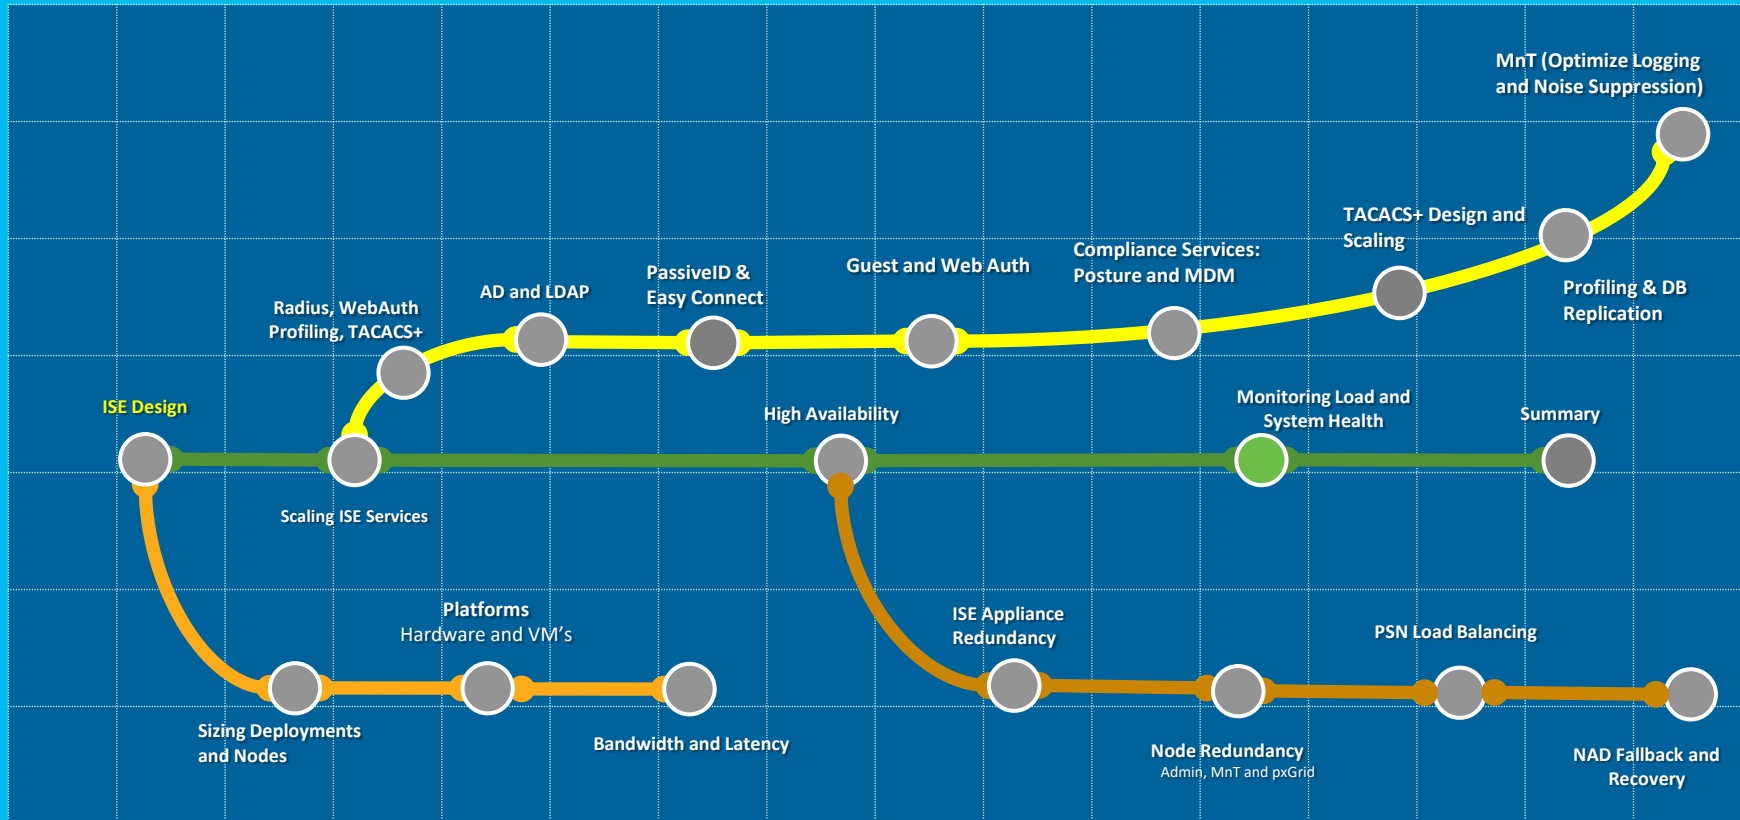 MnT (Optimize Logging
and Noise Suppression)
TACACS+ Design and
Scaling
Compliance Services:
Posture and MDM
Guest and Web Auth
PassiveID &
Easy Connect
AD and LDAP
Radius, WebAuth
Profiling, TACACS+
Profiling & DB
Replication
ISE Design
High Availability
Monitoring Load and
System Health
Summary
Scaling ISE Services
Platforms
Hardware and VM's
ISE Appliance
Redundancy
PSN Load Balancing
Sizing Deployments
and Nodes
Bandwidth and Latency
Node Redundancy
Admin, MnT and pxGrid
NAD Fallback and
Recovery